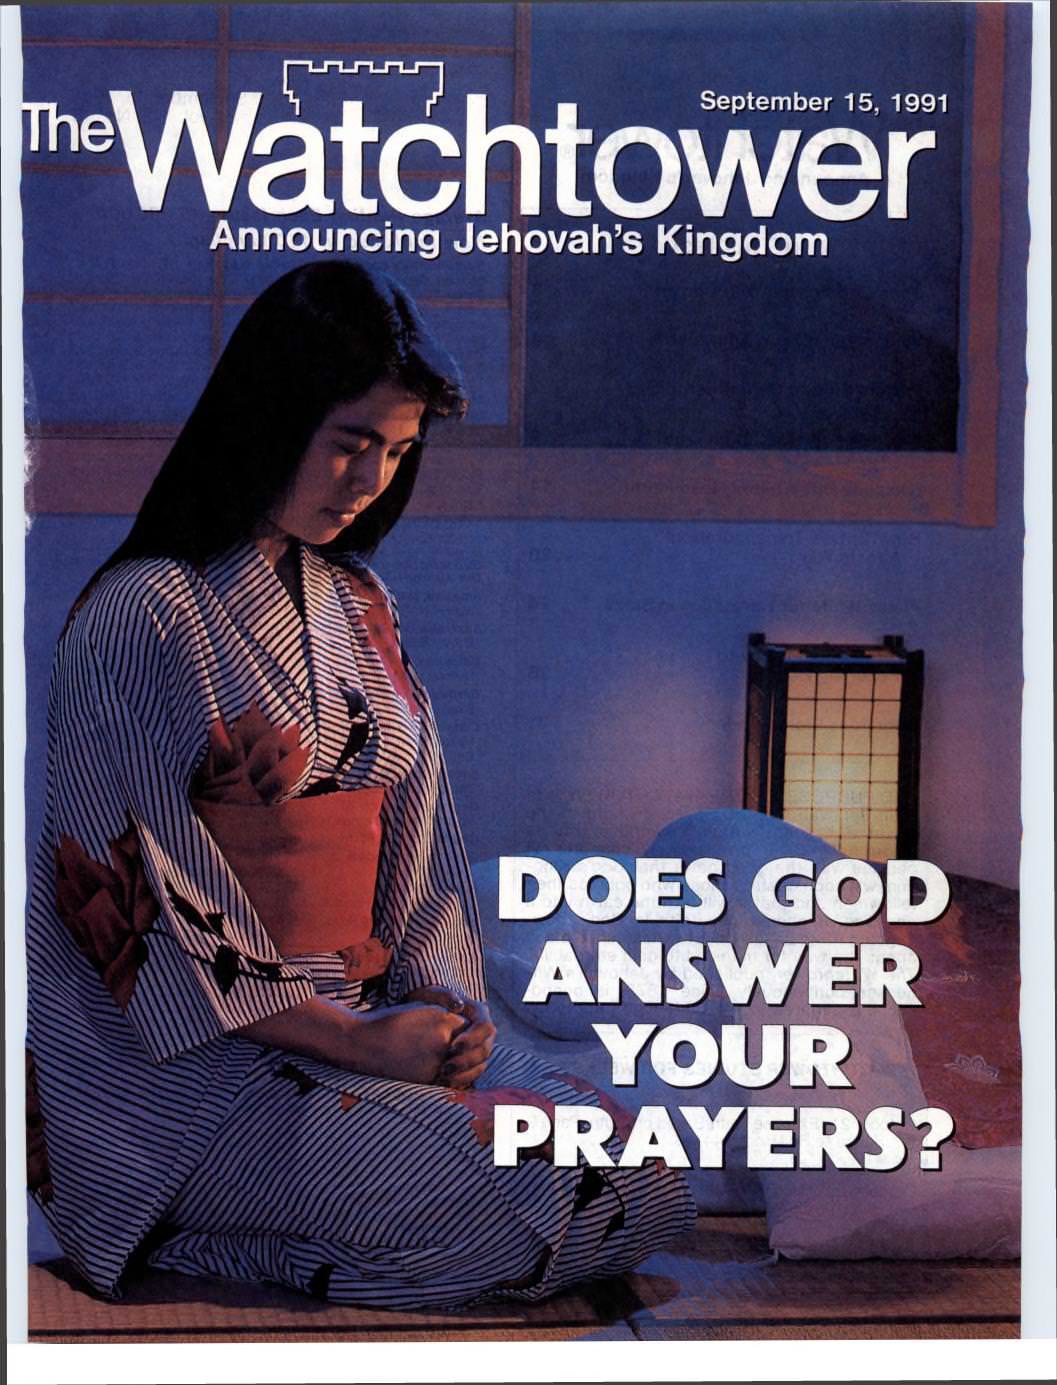 September 15, 1991
The Watchtower
Announcing Jehovah's Kingdom
DOES GOD
ANSWER
YOUR
PRAYERS?